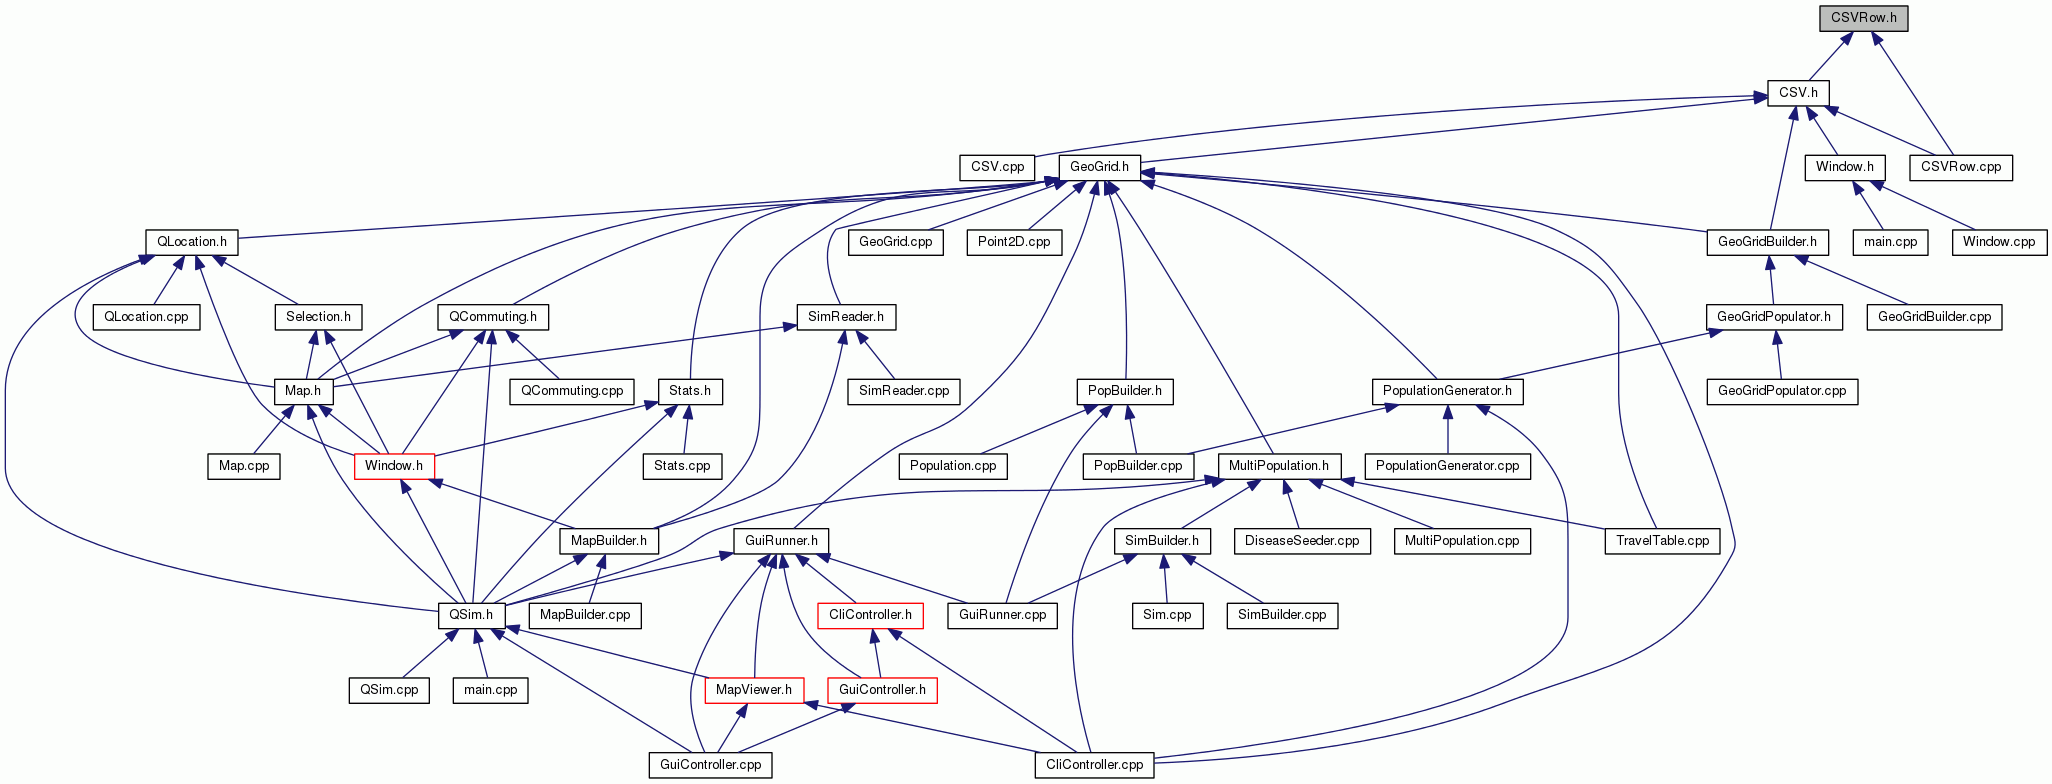 CSVRow.h
CSV.h
CSV.cpp
GeoGrid.h
Window.h
CSVRow.cpp
QLocation.h
GeoGrid.cpp
Point2D.cpp
GeoGridBuilder.h
main.cpp
Window.cpp
QLocation.cpp
Selection.h
QCommuting.h
SimReader.h
GeoGridPopulator.h
GeoGridBuilder.cpp
Map.h
QCommuting.cpp
Stats.h
SimReader.cpp
PopBuilder.h
PopulationGenerator.h
GeoGridPopulator.cpp
Map.cpp
Window.h
Stats.cpp
Population.cpp
PopBuilder.cpp
MultiPopulation.h
PopulationGenerator.cpp
MapBuilder.h
GuiRunner.h
SimBuilder.h
DiseaseSeeder.cpp
MultiPopulation.cpp
TravelTable.cpp
QSim.h
MapBuilder.cpp
CliController.h
GuiRunner.cpp
Sim.cpp
SimBuilder.cpp
QSim.cpp
main.cpp
MapViewer.h
GuiController.h
GuiController.cpp
CliController.cpp